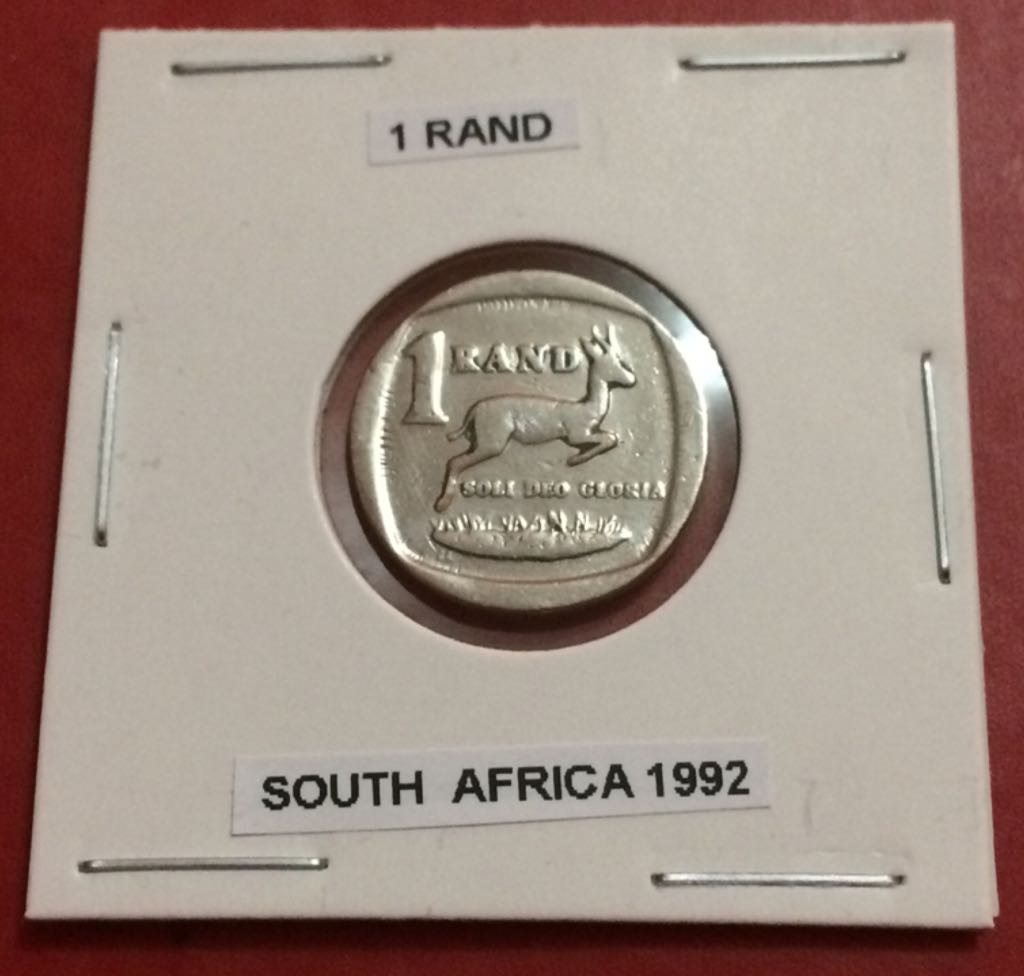 1 RAND
1 RAND
SOLI DEO GLORIA
SOUTH AFRICA 1992